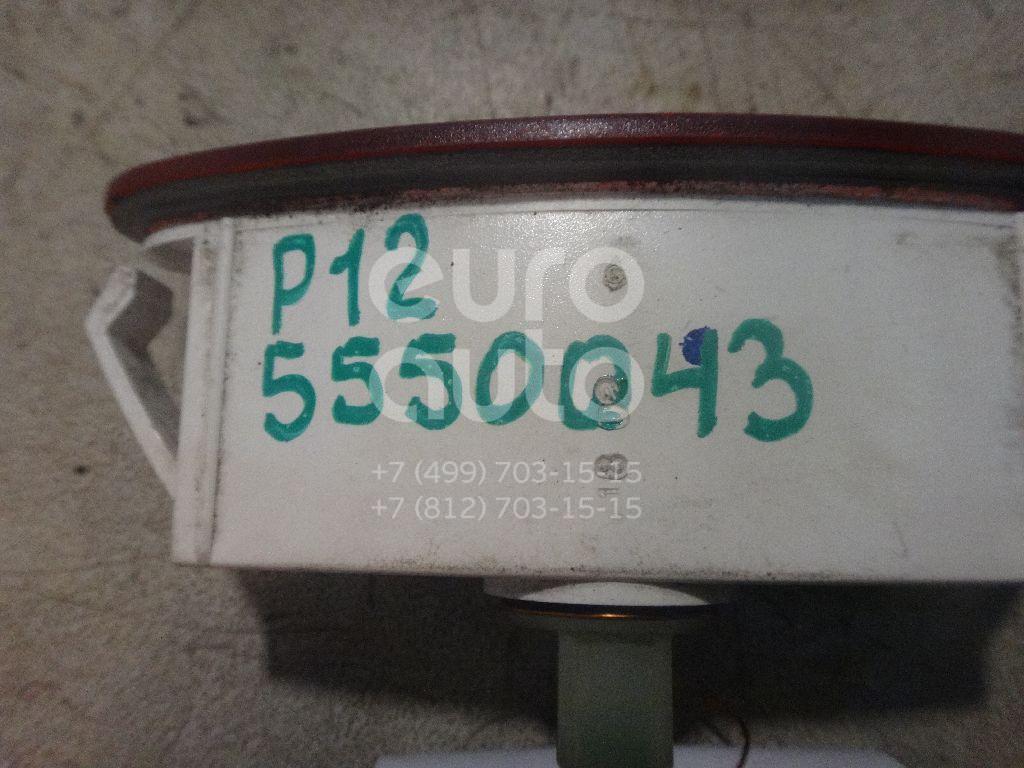 P12
5550043
euro
auto
+7 (499) 703-15-15
+7 (812) 703-15-15